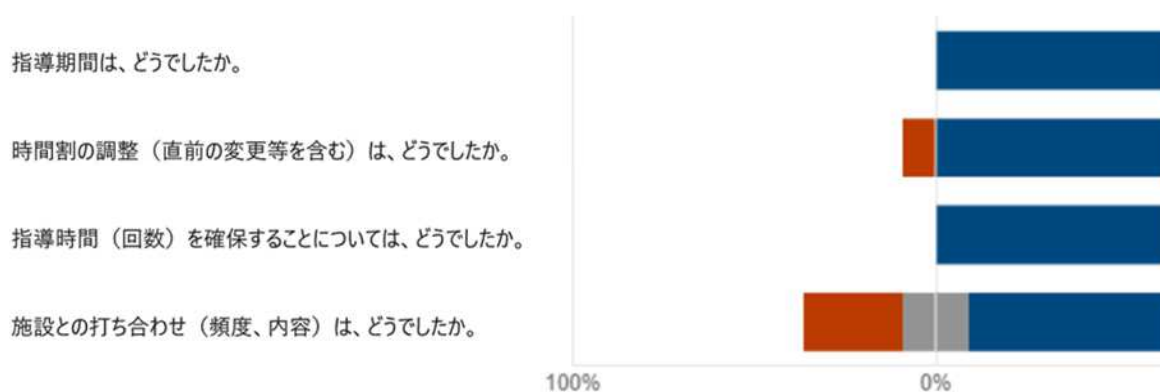 指導期間は、どうでしたか。
時間割の調整（直前の変更等を含む）は、どうでしたか。
指導時間（回数）を確保することについては、どうでしたか。
施設との打ち合わせ（頻度、内容）は、どうでしたか。
100% 0%